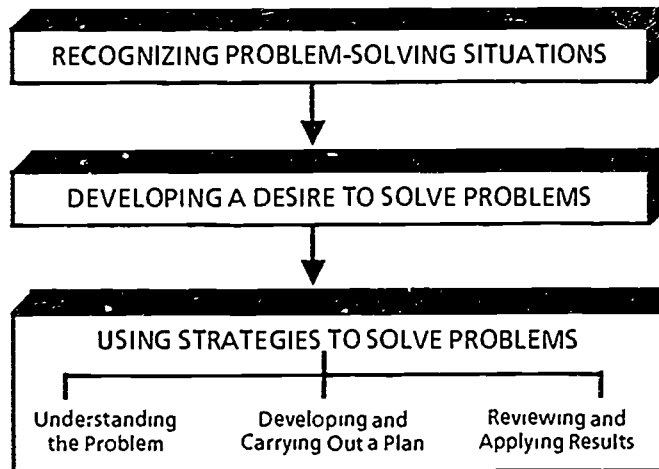 RECOGNIZING PROBLEM-SOLVING SITUATIONS
DEVELOPING A DESIRE TO SOLVE PROBLEMS
USING STRATEGIES TO SOLVE PROBLEMS
Understanding
the Problem
Developing and
Carrying Out a Plan
Reviewing and
Applying Results